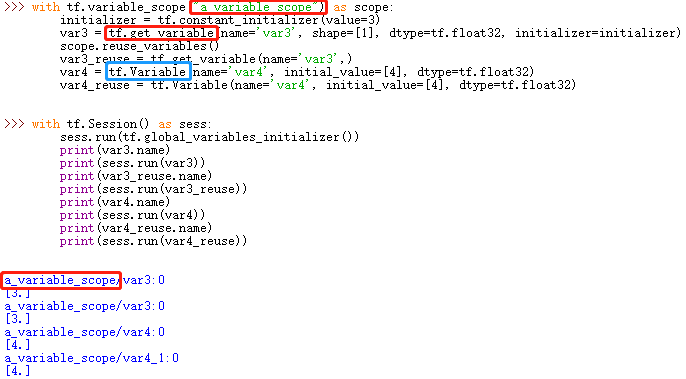 >>> with tf.variable_scope("a_variable_scope") as scope:
initializer = tf.constant_initializer(value=3)
var3 = tf.get_variable(name='var3', shape=[1], dtype=tf.float32, initializer=initializer)
scope.reuse_variables()
var3_reuse = tf.get_variable(name='var3',)
var4 = tf.Variable(name='var4', initial_value=[4], dtype=tf.float32)
var4_reuse = tf.Variable(name='var4', initial_value=[4], dtype=tf.float32)
>>> with tf.Session() as sess:
sess.run(tf.global_variables_initializer())
print(var3.name)
print(sess.run(var3))
print(var3_reuse.name)
print(sess.run(var3_reuse))
print(var4.name)
print(sess.run(var4))
print(var4_reuse.name)
print(sess.run(var4_reuse))
a_variable_scope/var3:0
[3.]
a_variable_scope/var3:0
[3.]
a_variable_scope/var4:0
[4.]
a_variable_scope/var4_1:0
[4.]